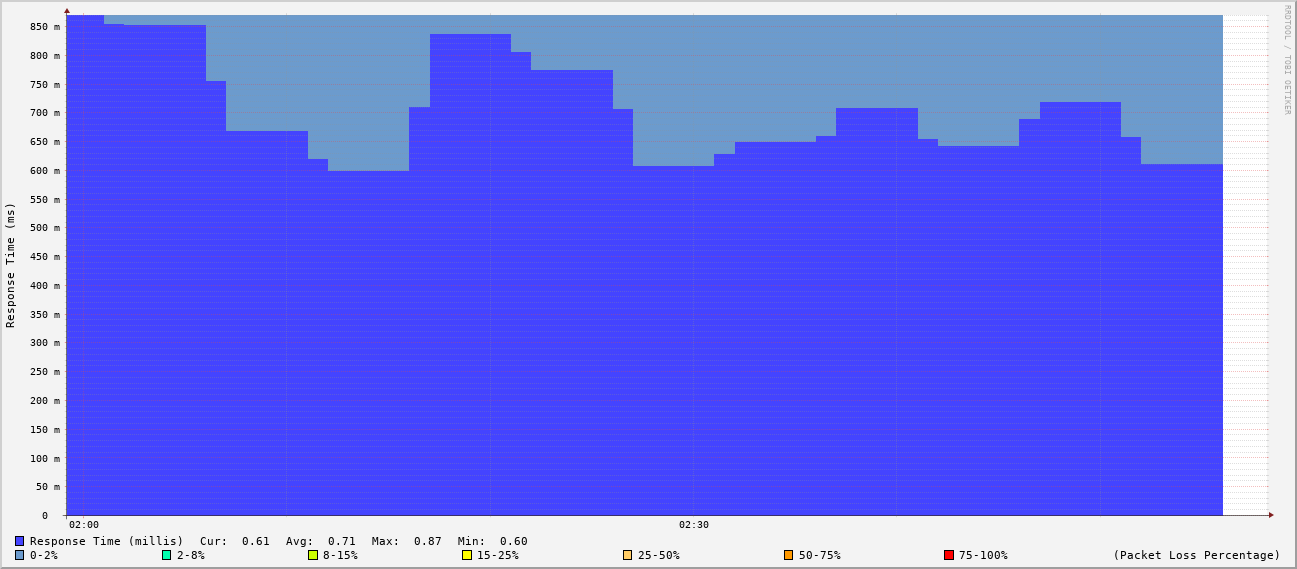 RRDTOOL / TOBI OETIKER
Response Time (ms)
850 m
800 m
750 m
700 m
650 m
600 m
550 m
500 m
450 m
400 m
350 m
300 m
250 m
200 m
150 m
100 m
50 m
0
02:00 02:30
Response Time (millis) Cur: 0.61 Avg: 0.71 Max: 0.87 Min: 0.60
0-2% 2-8% 8-15% 15-25% 25-50% 50-75% 75-100% (Packet Loss Percentage)